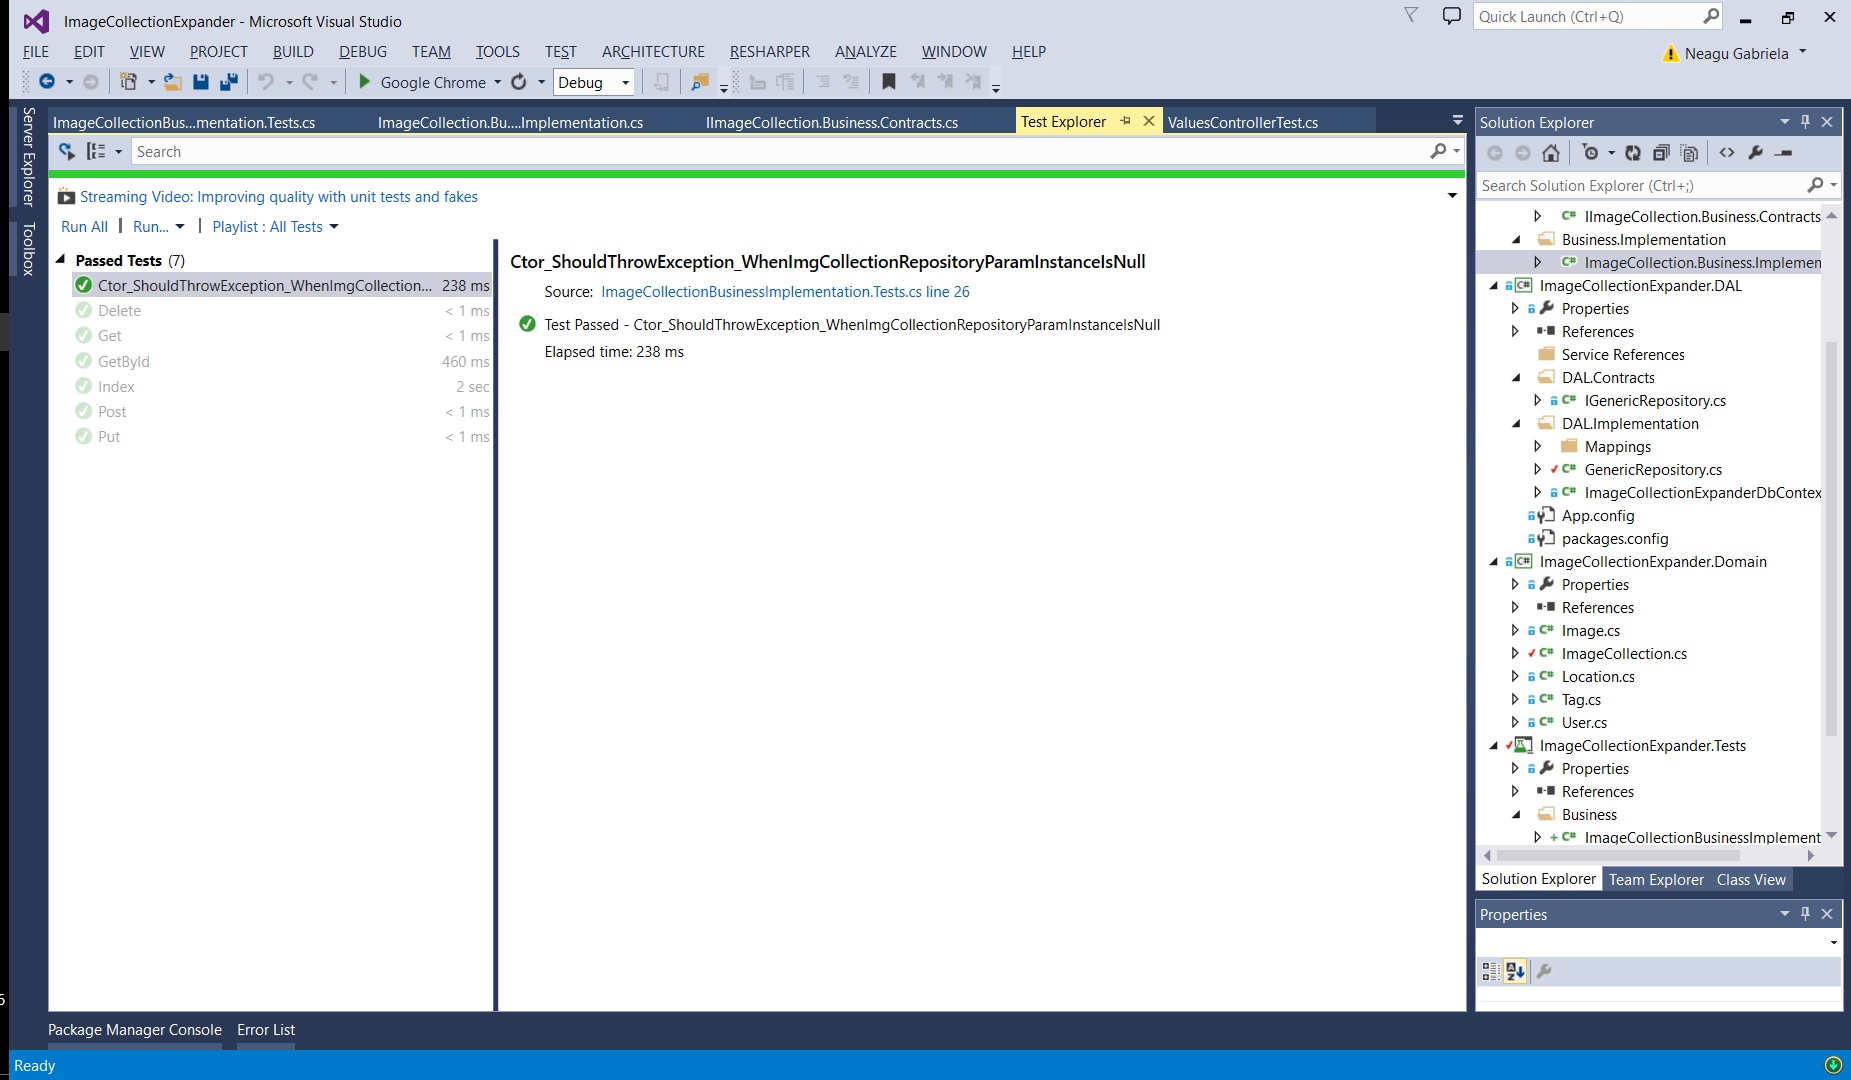 ImageCollectionExpander - Microsoft Visual Studio
Quick Launch (Ctrl+Q)
FILE EDIT VIEW PROJECT BUILD DEBUG TEAM TOOLS TEST ARCHITECTURE RESHARPER ANALYZE WINDOW HELP
Neagu Gabriela
Google Chrome
Debug
Server Explorer
Toolbox
ImageCollectionBus...mentation.Tests.cs
ImageCollection.Bu....Implementation.cs
IImageCollection.Business.Contracts.cs
Test Explorer
ValuesControllerTest.cs
Search
Streaming Video: Improving quality with unit tests and fakes
Run All | Run... | Playlist : All Tests
Passed Tests (7)
Ctor_ShouldThrowException_WhenImgCollection... 238 ms
Delete < 1 ms
Get < 1 ms
GetById 460 ms
Index 2 sec
Post < 1 ms
Put < 1 ms
Ctor_ShouldThrowException_WhenImgCollectionRepositoryParamInstanceIsNull
Source: ImageCollectionBusinessImplementation.Tests.cs line 26
Test Passed - Ctor_ShouldThrowException_WhenImgCollectionRepositoryParamInstanceIsNull
Elapsed time: 238 ms
Solution Explorer
Search Solution Explorer (Ctrl+;)
C# IImageCollection.Business.Contracts
Business.Implementation
C# ImageCollection.Business.Implemen
C# ImageCollectionExpander.DAL
Properties
References
Service References
DAL.Contracts
C# IGenericRepository.cs
DAL.Implementation
Mappings
C# GenericRepository.cs
C# ImageCollectionExpanderDbContex
App.config
packages.config
C# ImageCollectionExpander.Domain
Properties
References
C# Image.cs
C# ImageCollection.cs
C# Location.cs
C# Tag.cs
C# User.cs
ImageCollectionExpander.Tests
Properties
References
Business
C# ImageCollectionBusinessImplement
Solution Explorer Team Explorer Class View
Properties
Package Manager Console Error List
Ready